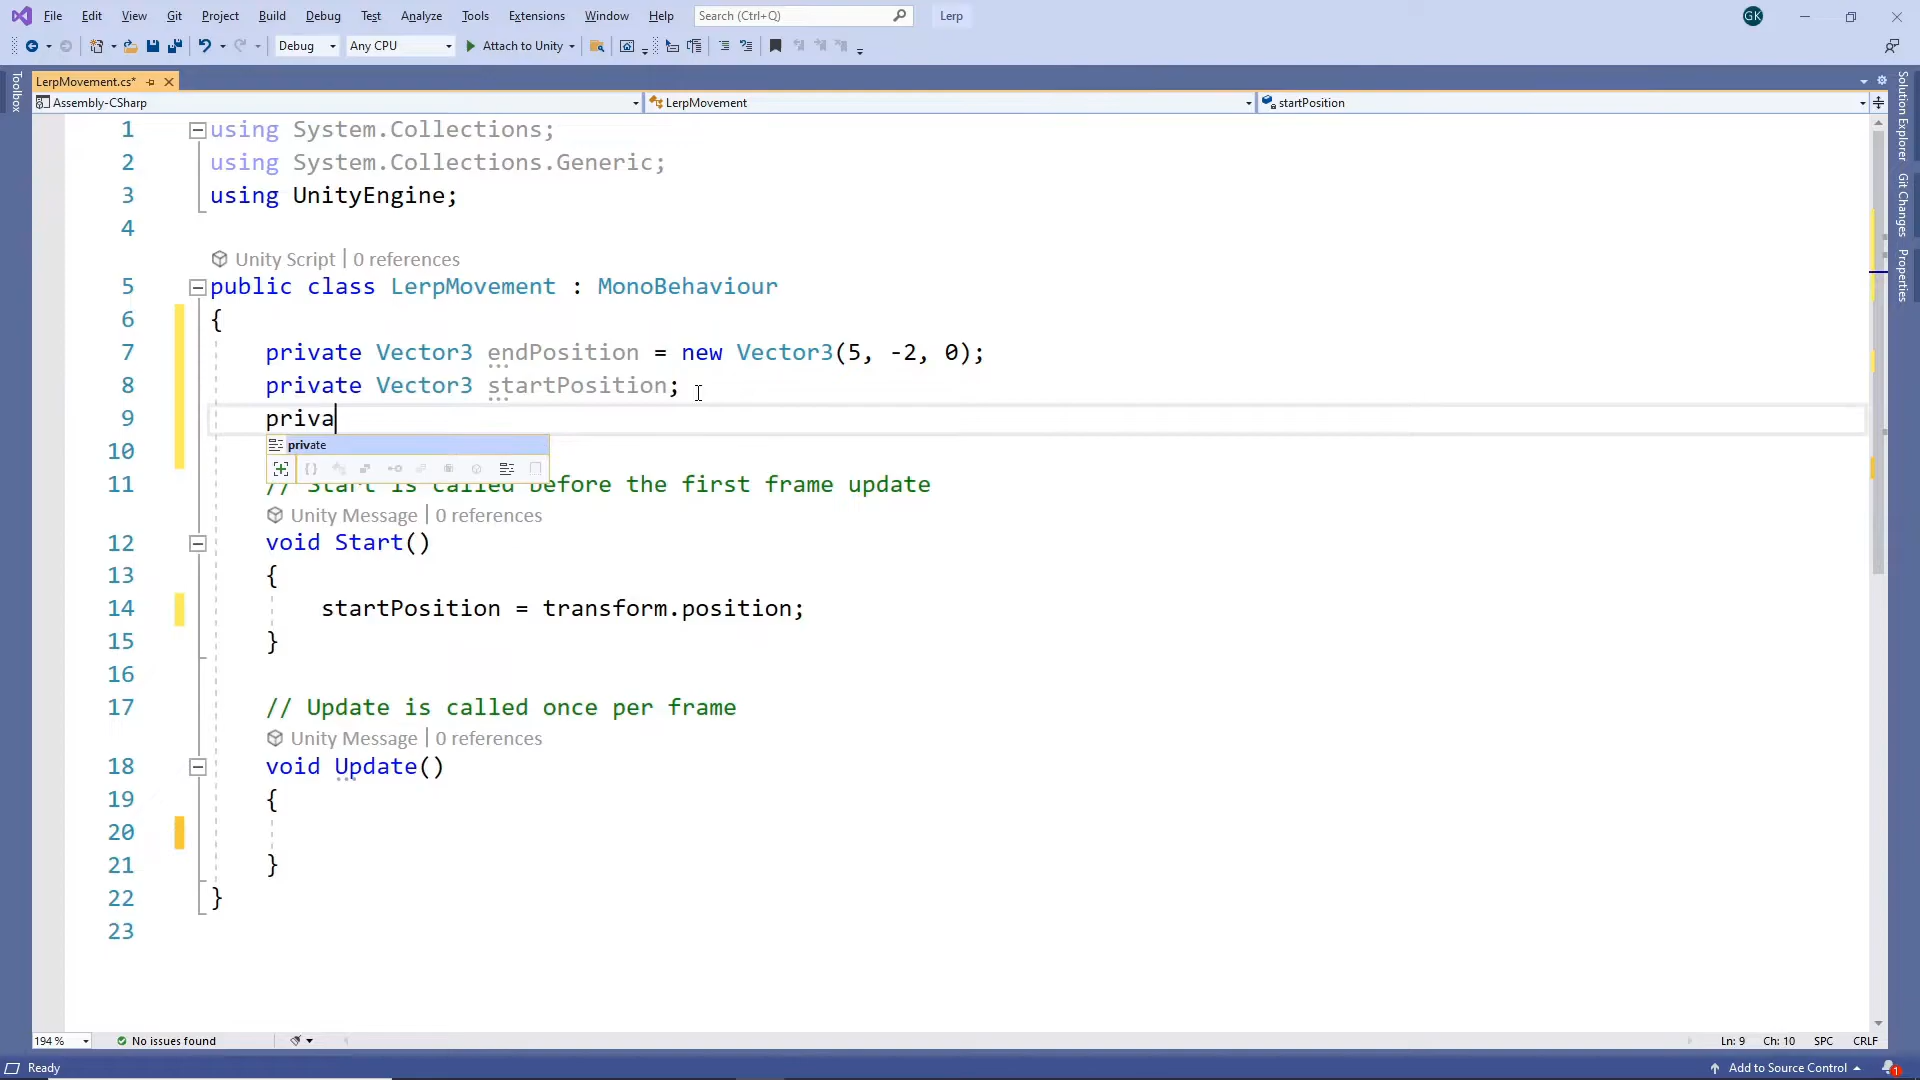 File Edit View Git Project Build Debug Test Analyze Tools Extensions Window Help Search (Ctrl+Q) Lerp GK
Debug Any CPU Attach to Unity
Toolbox
LerpMovement.cs*
Assembly-CSharp LerpMovement startPosition
1 using System.Collections;
2 using System.Collections.Generic;
3 using UnityEngine;
4
Unity Script | 0 references
5 public class LerpMovement : MonoBehaviour
6 {
7 private Vector3 endPosition = new Vector3(5, -2, 0);
8 private Vector3 startPosition;
9 priva
private
10
11 // Start is called before the first frame update
Unity Message | 0 references
12 void Start()
13 {
14 startPosition = transform.position;
15 }
16
17 // Update is called once per frame
Unity Message | 0 references
18 void Update()
19 {
20
21 }
22 }
23
Solution Explorer
Git Changes
Properties
194 % No issues found Ln: 9 Ch: 10 SPC CRLF
Ready Add to Source Control 1